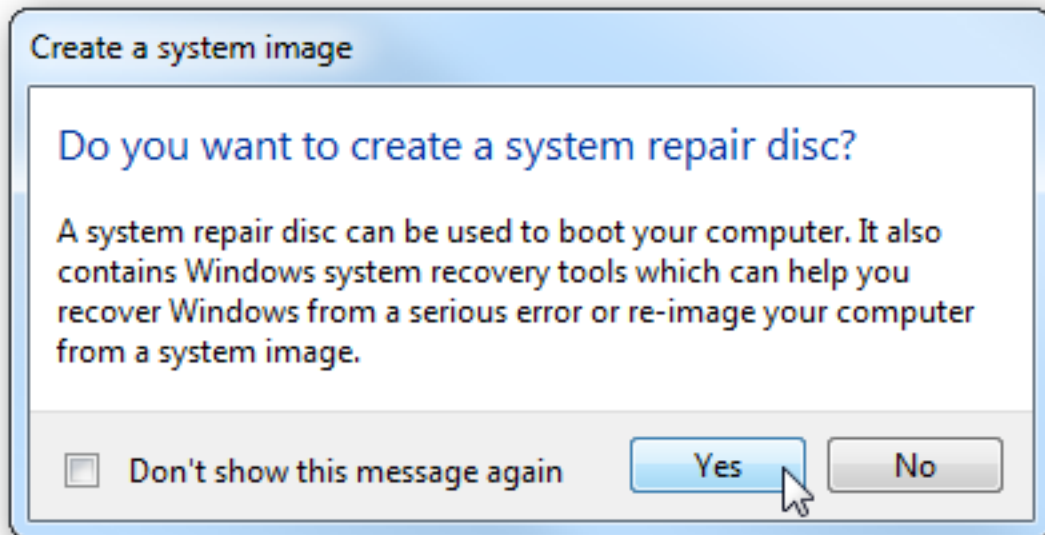 Create a system image
Do you want to create a system repair disc?
A system repair disc can be used to boot your computer. It also
contains Windows system recovery tools which can help you
recover Windows from a serious error or re-image your computer
from a system image.
Don't show this message again
Yes
No